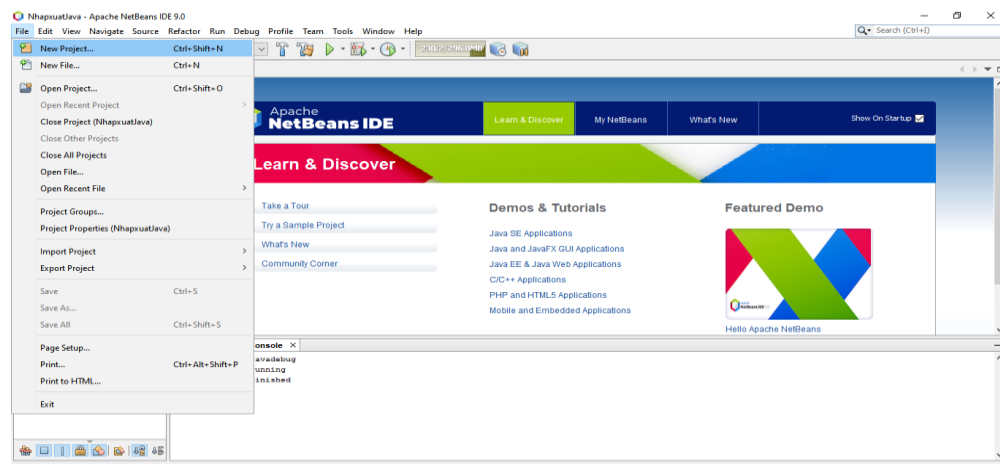 NhapxuatJava - Apache NetBeans IDE 9.0
File Edit View Navigate Source Refactor Run Debug Profile Team Tools Window Help
Search (Ctrl+I)
New Project... Ctrl+Shift+N
New File... Ctrl+N
Open Project... Ctrl+Shift+O
Open Recent Project
Close Project (NhapxuatJava)
Close Other Projects
Close All Projects
Open File...
Open Recent File
Project Groups...
Project Properties (NhapxuatJava)
Import Project
Export Project
Save Ctrl+S
Save As...
Save All Ctrl+Shift+S
Page Setup...
Print... Ctrl+Alt+Shift+P
Print to HTML...
Exit
Apache
NetBeans IDE
Learn & Discover
My NetBeans
What's New
Show On Startup
Learn & Discover
Take a Tour
Try a Sample Project
What's New
Community Corner
Demos & Tutorials
Java SE Applications
Java and JavaFX GUI Applications
Java EE & Java Web Applications
C/C++ Applications
PHP and HTML5 Applications
Mobile and Embedded Applications
Featured Demo
Hello Apache NetBeans
onsole
avadebug
unning
inished